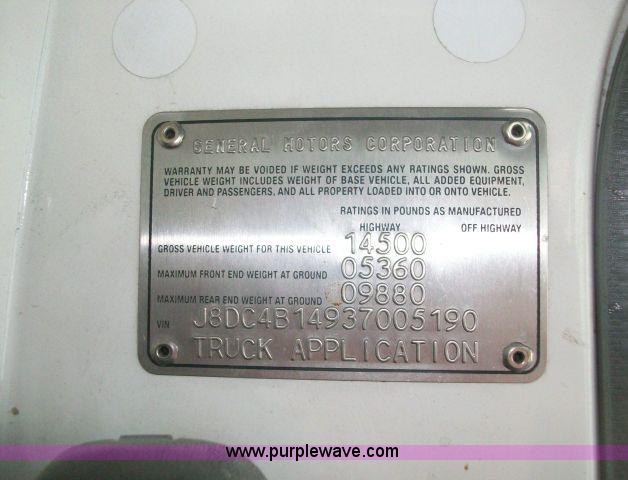 GENERAL MOTORS CORPORATION
WARRANTY MAY BE VOIDED IF WEIGHT EXCEEDS ANY RATINGS SHOWN. GROSS
VEHICLE WEIGHT INCLUDES WEIGHT OF BASE VEHICLE, ALL ADDED EQUIPMENT,
DRIVER AND PASSENGERS, AND ALL PROPERTY LOADED INTO OR ONTO VEHICLE.
RATINGS IN POUNDS AS MANUFACTURED
HIGHWAY OFF HIGHWAY
GROSS VEHICLE WEIGHT FOR THIS VEHICLE 14500
MAXIMUM FRONT END WEIGHT AT GROUND 05360
MAXIMUM REAR END WEIGHT AT GROUND 09880
VIN J8DC4B14937005190
TRUCK APPLICATION
www.purplewave.com